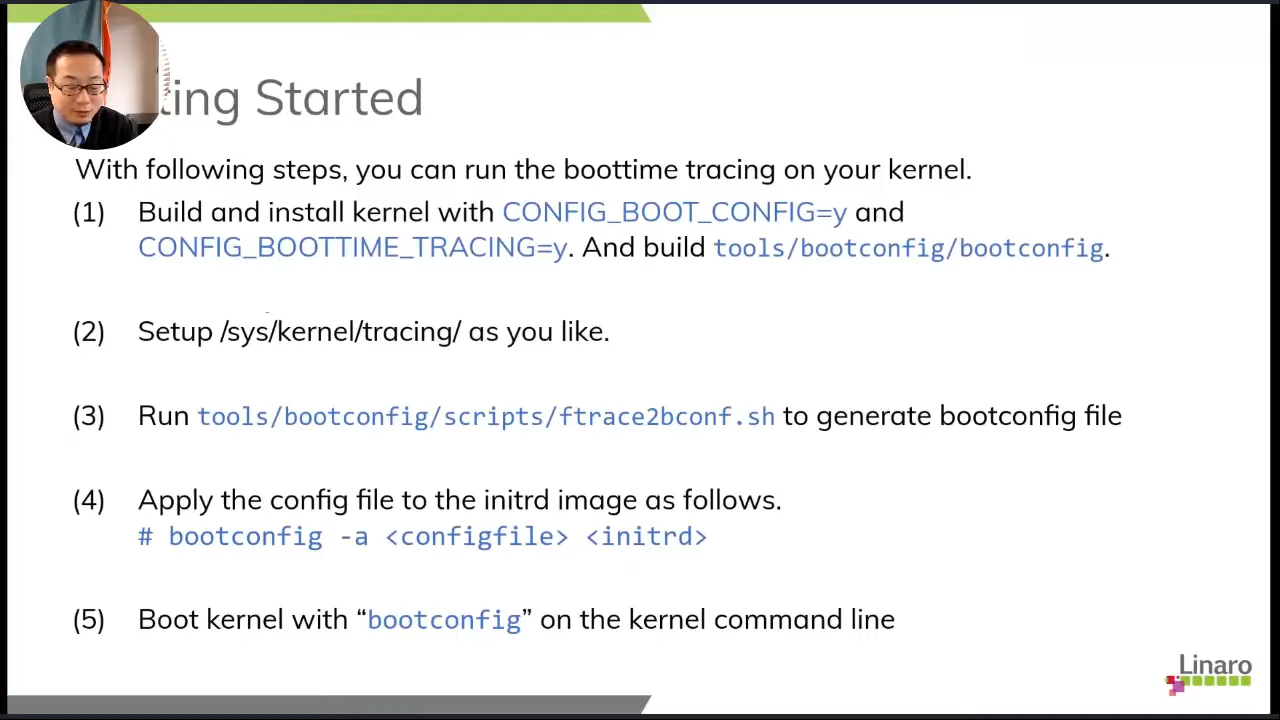 ting Started
With following steps, you can run the boottime tracing on your kernel.
(1) Build and install kernel with CONFIG_BOOT_CONFIG=y and
CONFIG_BOOTTIME_TRACING=y. And build tools/bootconfig/bootconfig.
(2) Setup /sys/kernel/tracing/ as you like.
(3) Run tools/bootconfig/scripts/ftrace2bconf.sh to generate bootconfig file
(4) Apply the config file to the initrd image as follows.
# bootconfig -a <configfile> <initrd>
(5) Boot kernel with “bootconfig” on the kernel command line
Linaro